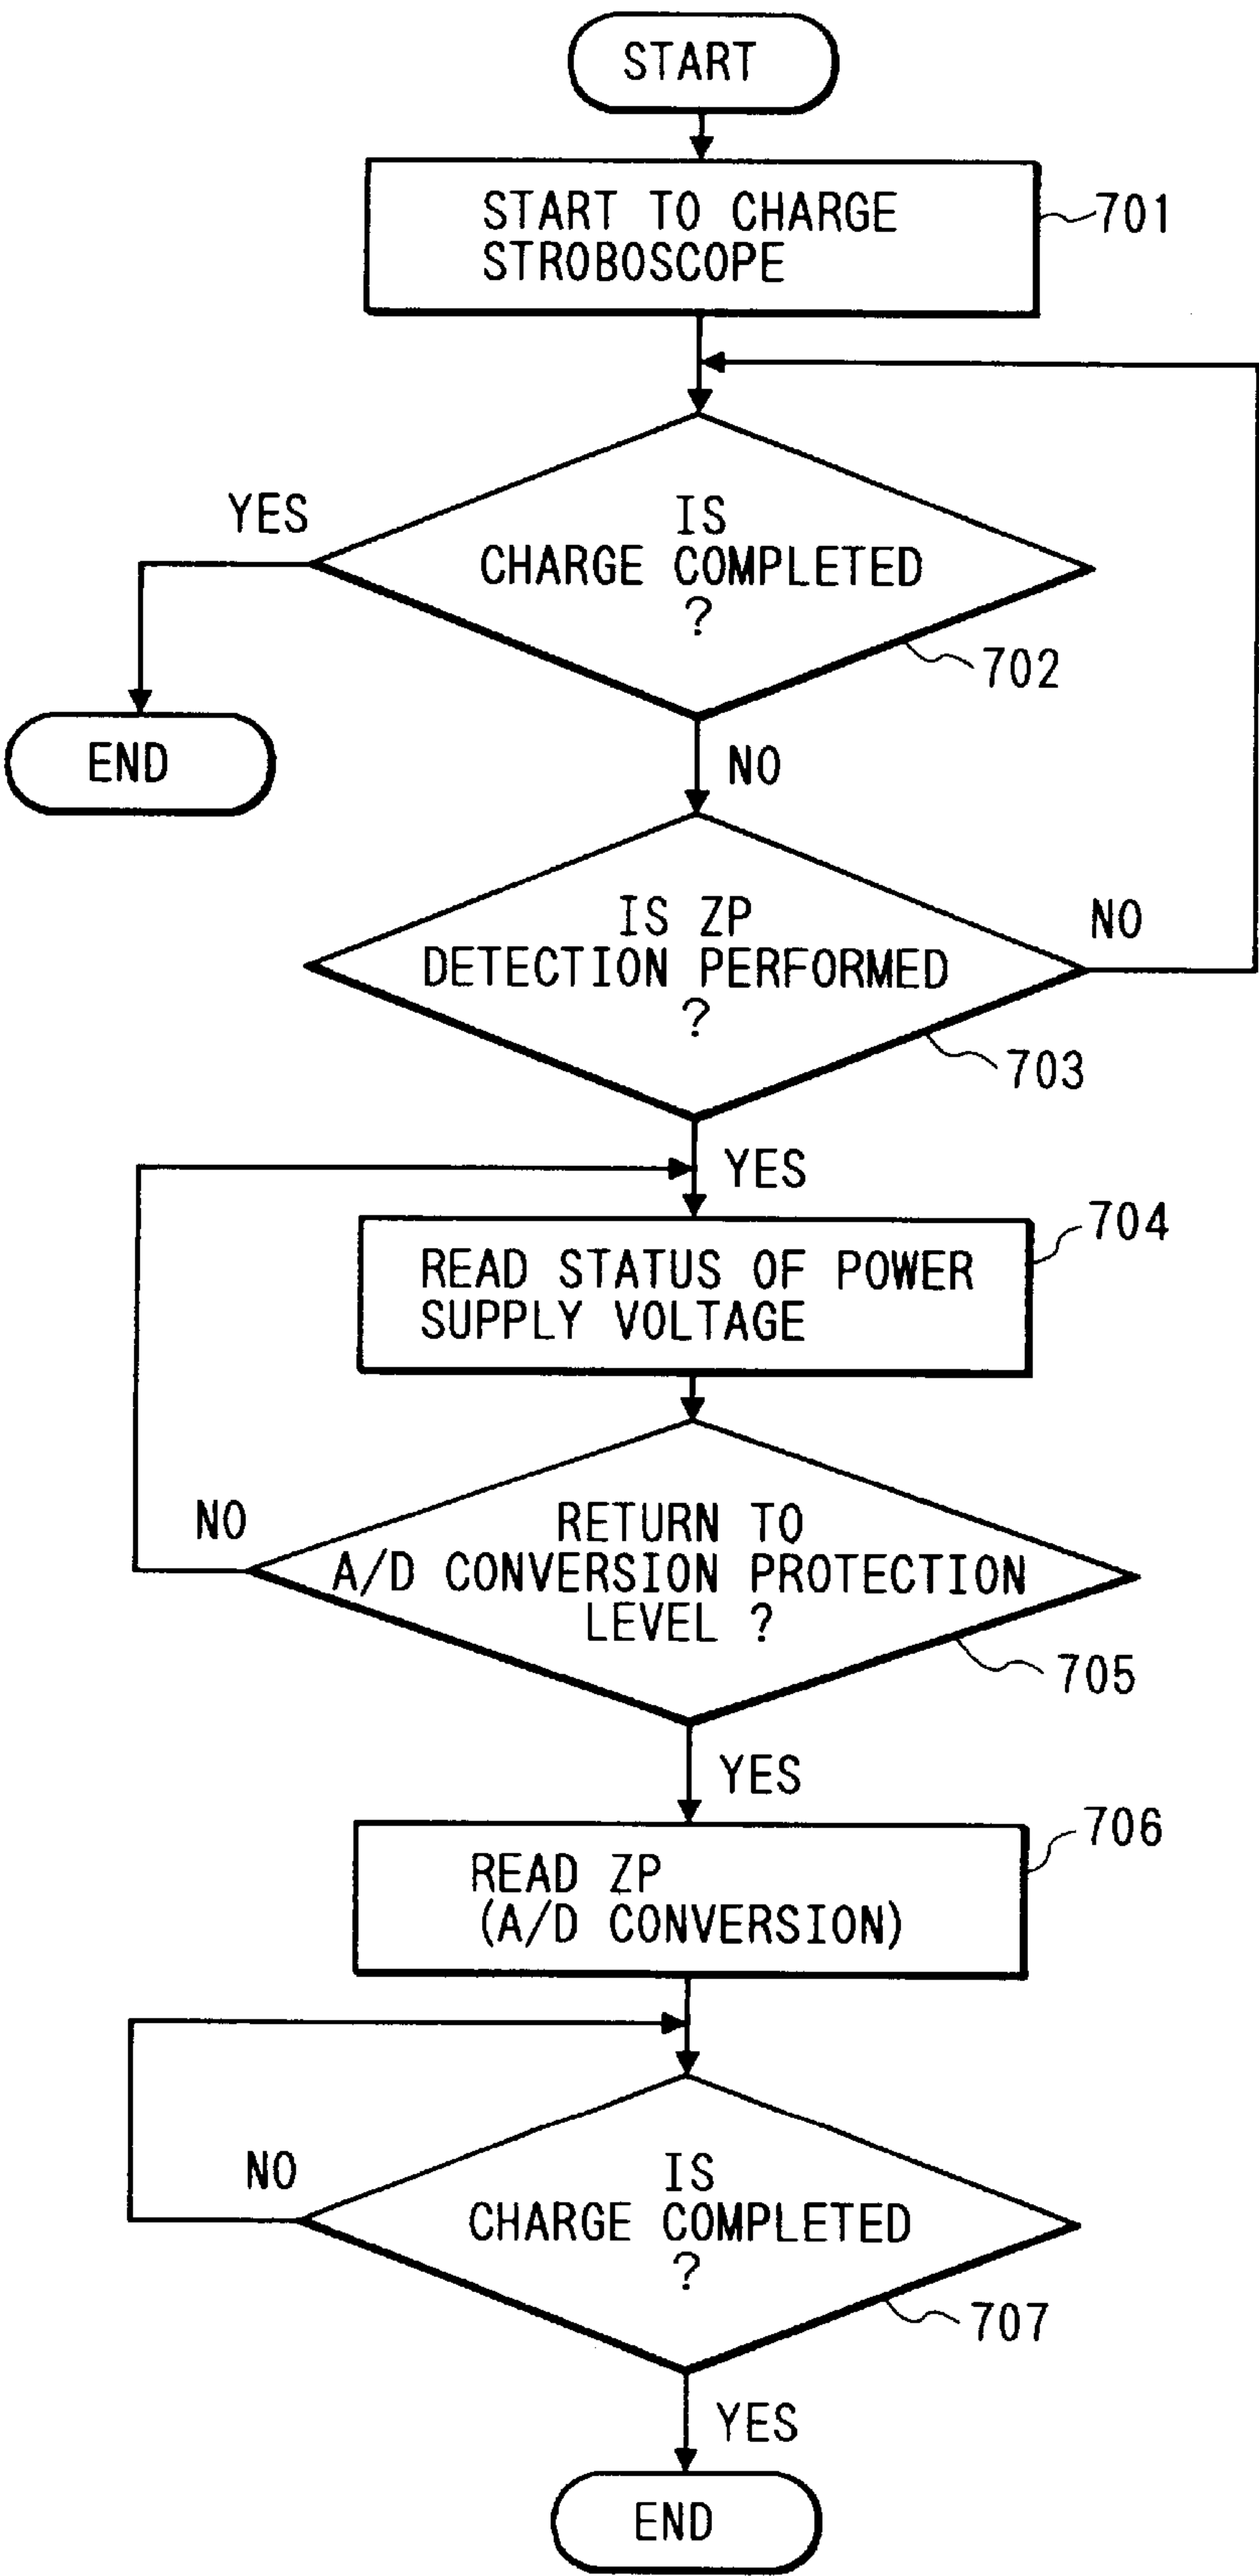 START
START TO CHARGE
STROBOSCOPE
701
YES
IS
CHARGE COMPLETED
?
702
END
NO
IS ZP
DETECTION PERFORMED
?
NO
703
YES
READ STATUS OF POWER
SUPPLY VOLTAGE
704
NO
RETURN TO
A/D CONVERSION PROTECTION
LEVEL ?
705
YES
READ ZP
(A/D CONVERSION)
706
NO
IS
CHARGE COMPLETED
?
707
YES
END